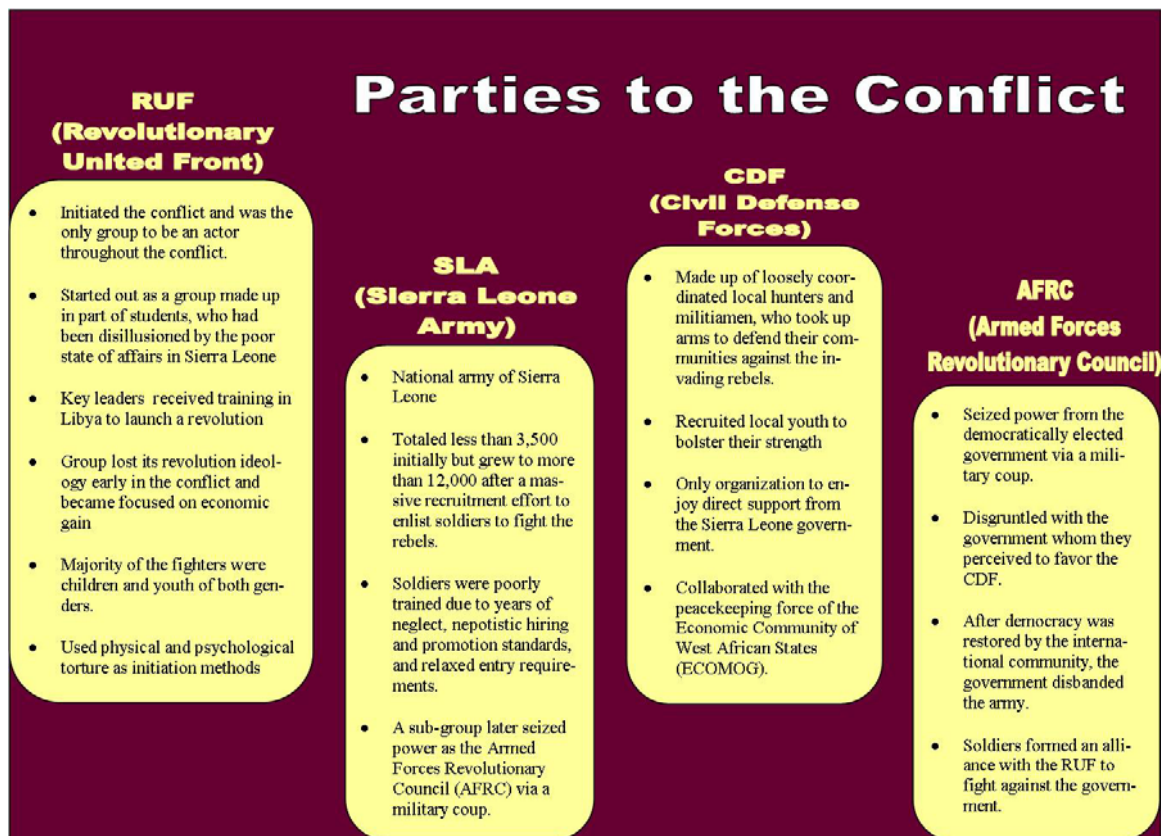 Parties to the Conflict
RUF
(Revolutionary
United Front)
• Initiated the conflict and was the
only group to be an actor
throughout the conflict.
• Started out as a group made up
in part of students, who had
been disillusioned by the poor
state of affairs in Sierra Leone
• Key leaders received training in
Libya to launch a revolution
• Group lost its revolution ideol-
ogy early in the conflict and
became focused on economic
gain
• Majority of the fighters were
children and youth of both gen-
ders.
• Used physical and psychological
torture as initiation methods
SLA
(Sierra Leone
Army)
• National army of Sierra
Leone
• Totaled less than 3,500
initially but grew to more
than 12,000 after a mas-
sive recruitment effort to
enlist soldiers to fight the
rebels.
• Soldiers were poorly
trained due to years of
neglect, nepotistic hiring
and promotion standards,
and relaxed entry require-
ments.
• A sub-group later seized
power as the Armed
Forces Revolutionary
Council (AFRC) via a
military coup.
CDF
(Civil Defense
Forces)
• Made up of loosely coor-
dinated local hunters and
militiamen, who took up
arms to defend their com-
munities against the in-
vading rebels.
• Recruited local youth to
bolster their strength
• Only organization to en-
joy direct support from
the Sierra Leone govern-
ment.
• Collaborated with the
peacekeeping force of the
Economic Community of
West African States
(ECOMOG).
AFRC
(Armed Forces
Revolutionary Council)
• Seized power from the
democratically elected
government via a mili-
tary coup.
• Disgruntled with the
government whom they
perceived to favor the
CDF.
• After democracy was
restored by the interna-
tional community, the
government disbanded
the army.
• Soldiers formed an alli-
ance with the RUF to
fight against the govern-
ment.